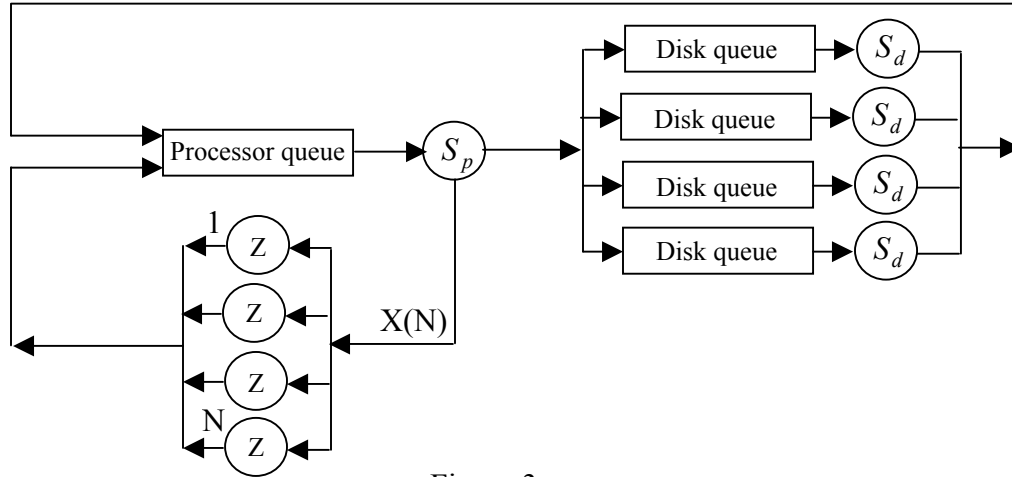 Disk queue S_d
Disk queue S_d
Processor queue S_p
Disk queue S_d
Disk queue S_d
1 Z
Z
X(N)
Z
N Z